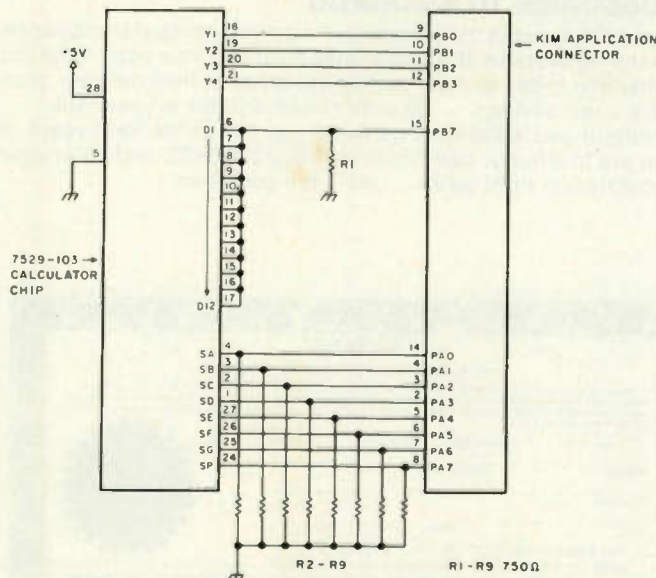 18 Y1 9 PB0
19 Y2 10 PB1
20 Y3 11 PB2
21 Y4 12 PB3
KIM APPLICATION
CONNECTOR
+5V
28
5
6 D1 15 PB7
7
8
9
10
11
12
13
14
15
16
17 D12
R1
7529-103
CALCULATOR
CHIP
4 SA 14 PA0
3 SB 4 PA1
2 SC 3 PA2
1 SD 2 PA3
27 SE 5 PA4
26 SF 6 PA5
25 SG 7 PA6
24 SP 8 PA7
R2-R9
R1-R9 750Ω